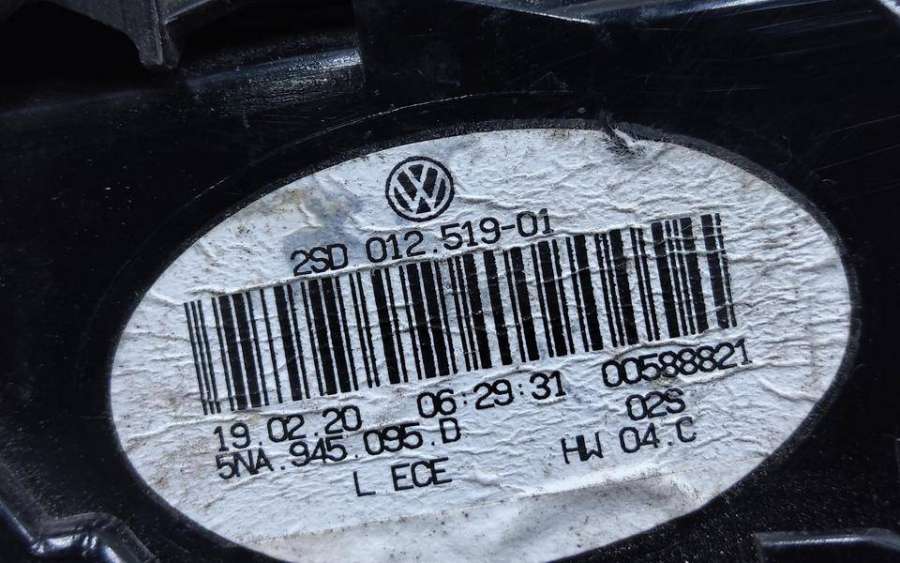 2SD 012.519-01
19.02.20 06:29:31 00588821
5NA.945.095.D 02S
L ECE HW 04.C